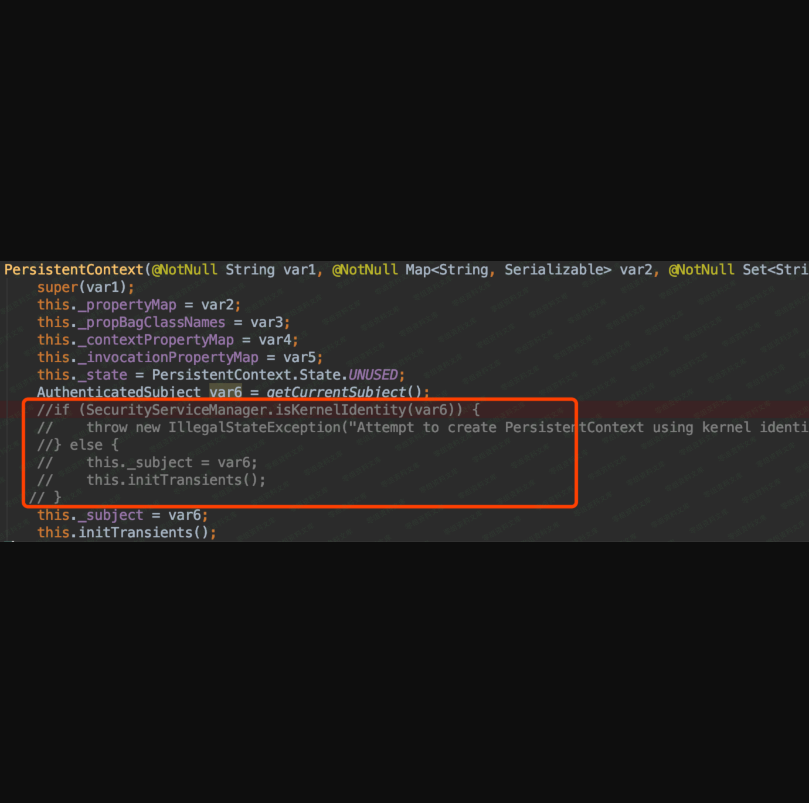 PersistentContext(@NotNull String var1, @NotNull Map<String, Serializable> var2, @NotNull Set<Stri
super(var1);
this._propertyMap = var2;
this._propBagClassNames = var3;
this._contextPropertyMap = var4;
this._invocationPropertyMap = var5;
this._state = PersistentContext.State.UNUSED;
AuthenticatedSubject var6 = getCurrentSubject();
//if (SecurityServiceManager.isKernelIdentity(var6)) {
//    throw new IllegalStateException("Attempt to create PersistentContext using kernel identi
//} else {
//    this._subject = var6;
//    this.initTransients();
// }
this._subject = var6;
this.initTransients();